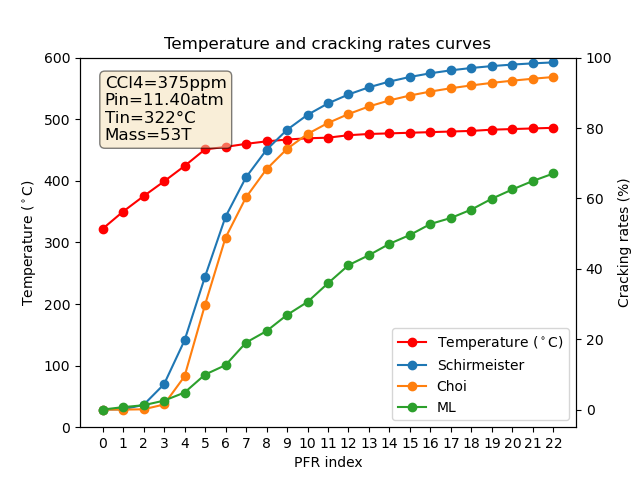 Temperature and cracking rates curves
CCl4=375ppm
Pin=11.40atm
Tin=322°C
Mass=53T
600
500
400
300
200
100
0
Temperature (°C)
100
80
60
40
20
0
Cracking rates (%)
Temperature (°C)
Schirmeister
Choi
ML
0 1 2 3 4 5 6 7 8 9 10 11 12 13 14 15 16 17 18 19 20 21 22
PFR index